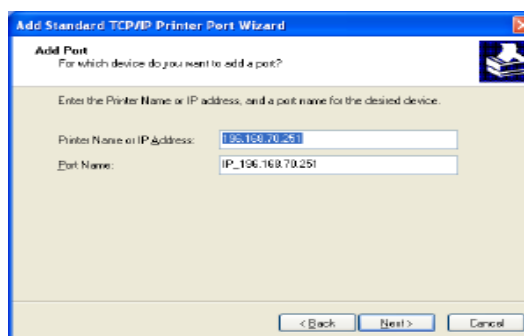 Add Standard TCP/IP Printer Port Wizard
Add Port
For which device do you want to add a port?
Enter the Printer Name or IP address, and a port name for the desired device.
Printer Name or IP Address: 196.168.70.251
Port Name: IP_196.168.70.251
< Back Next > Cancel